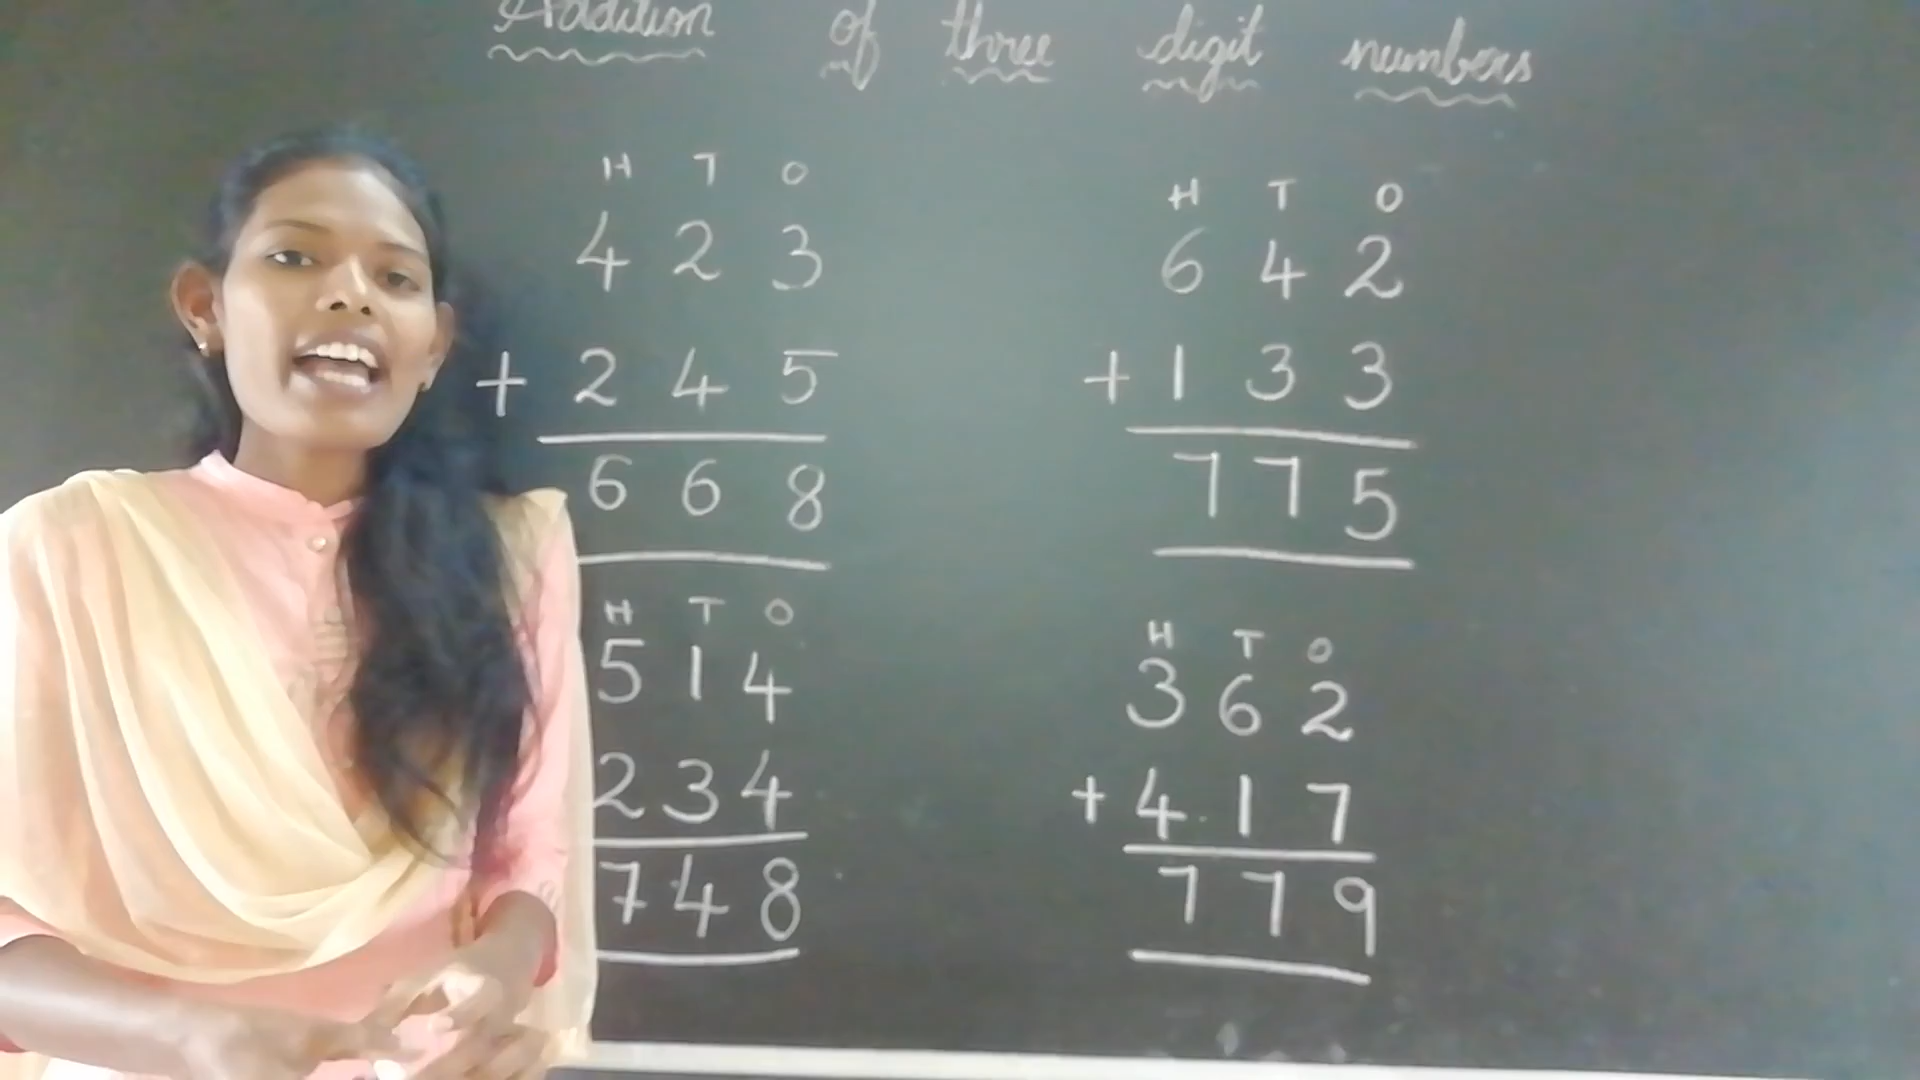 Addition of three digit numbers
H T O
4 2 3
+ 2 4 5
6 6 8
H T O
6 4 2
+ 1 3 3
7 7 5
H T O
5 1 4
2 3 4
7 4 8
H T O
3 6 2
+ 4 1 7
7 7 9